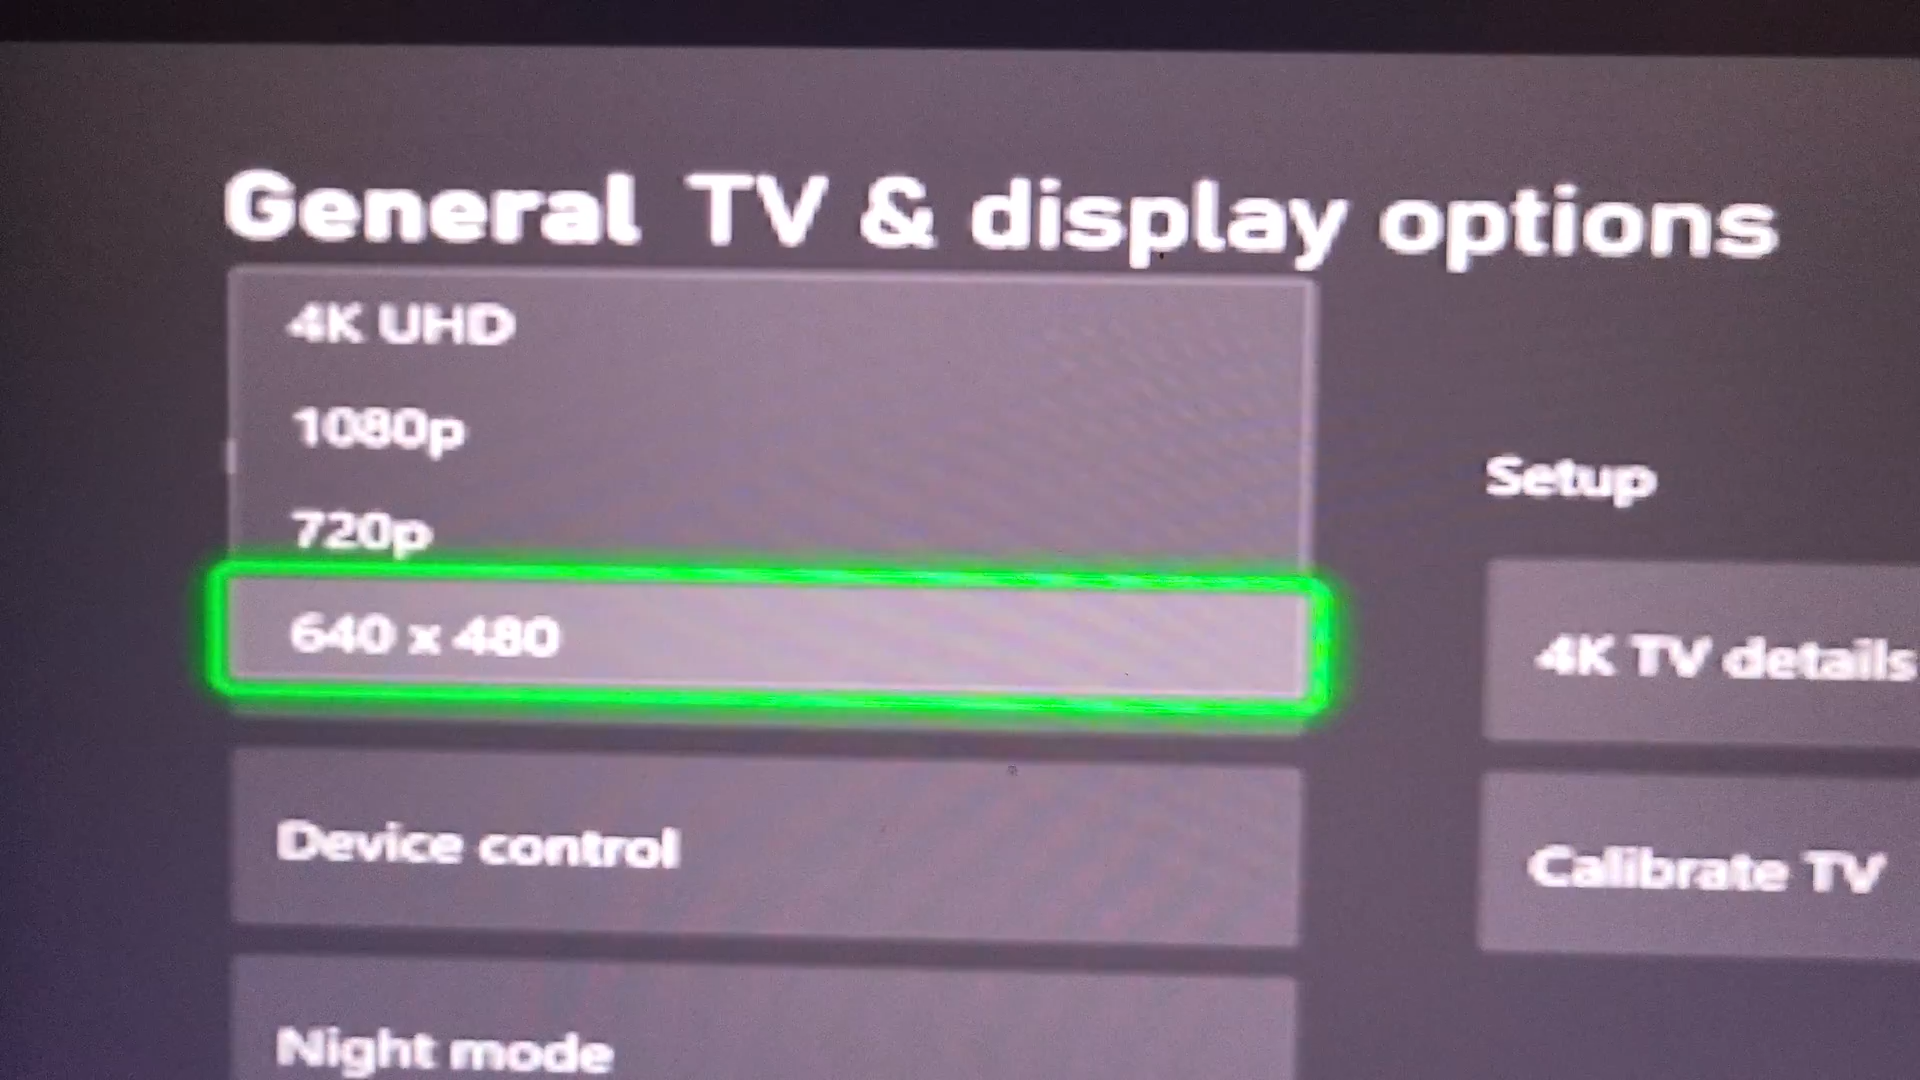 General TV & display options
4K UHD
1080p
720p
640 x 480
Device control
Night mode
Setup
4K TV details
Calibrate TV